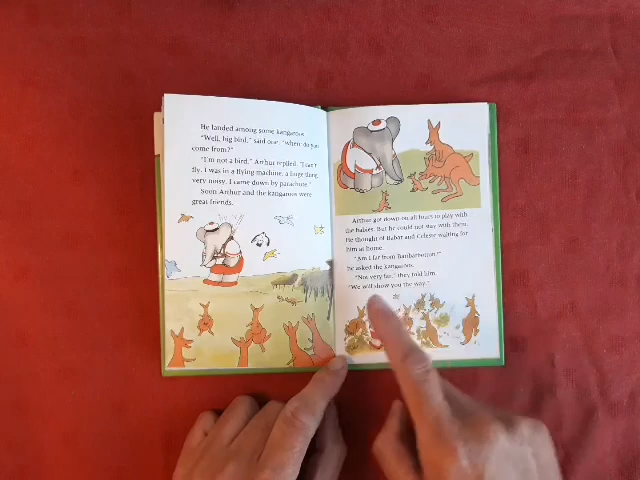 He landed among some kangaroos.
"Well, big bird," said one, "where do you
come from?"
"I'm not a bird," Arthur replied. "I can't
fly. I was in a flying machine, a huge thing,
very noisy. I came down by parachute."
Soon Arthur and the kangaroos were
great friends.
Arthur got down on all fours to play with
the babies. But he could not stay with them.
He thought of Babar and Celeste waiting for
him at home.
"Am I far from
he asked the kangaroos.
"Not very far," they told him.
"We will show you the way."